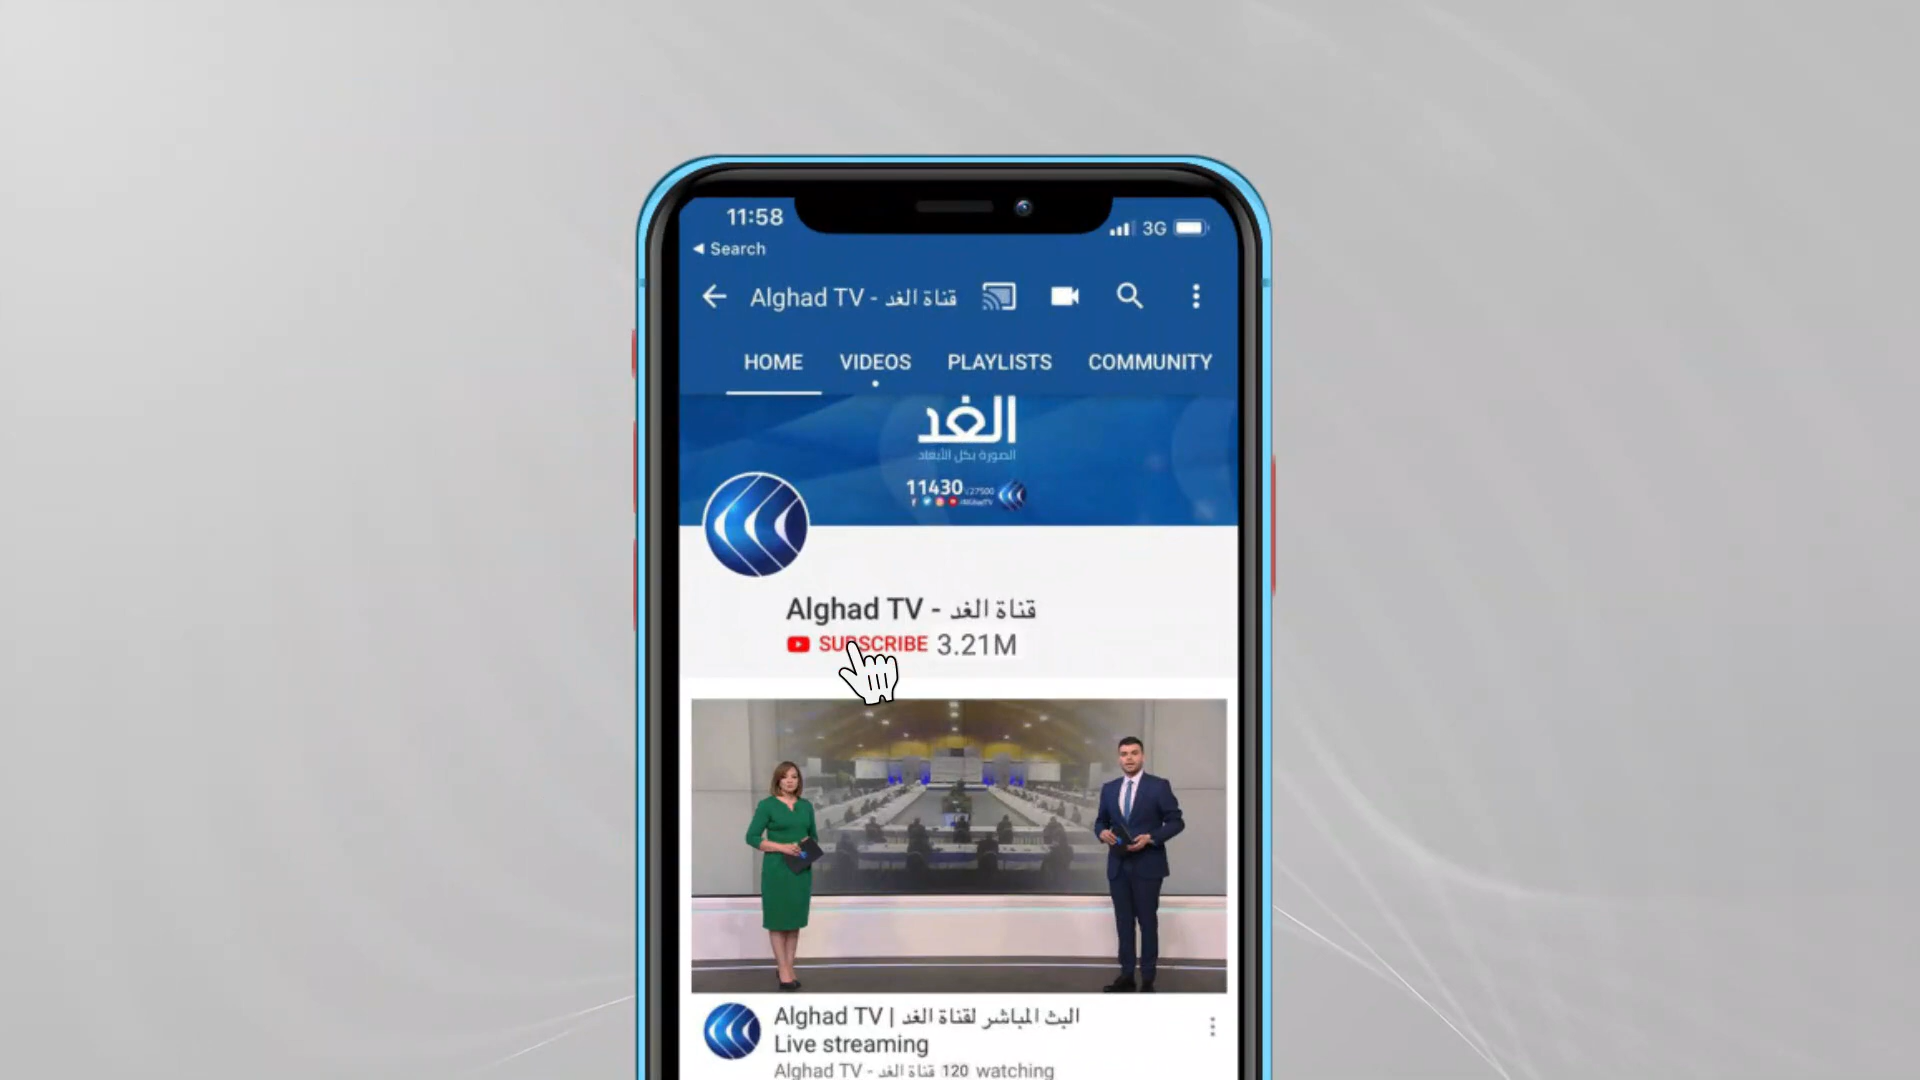 11:58
3G
Search
Alghad TV - قناة الغد
HOME VIDEOS PLAYLISTS COMMUNITY
الغد
الصورة بكل الأبعاد
11430 27500
Alghad TV - قناة الغد
SUBSCRIBE 3.21M
Alghad TV | البث المباشر لقناة الغد
Live streaming
Alghad TV - قناة الغد 120 watching